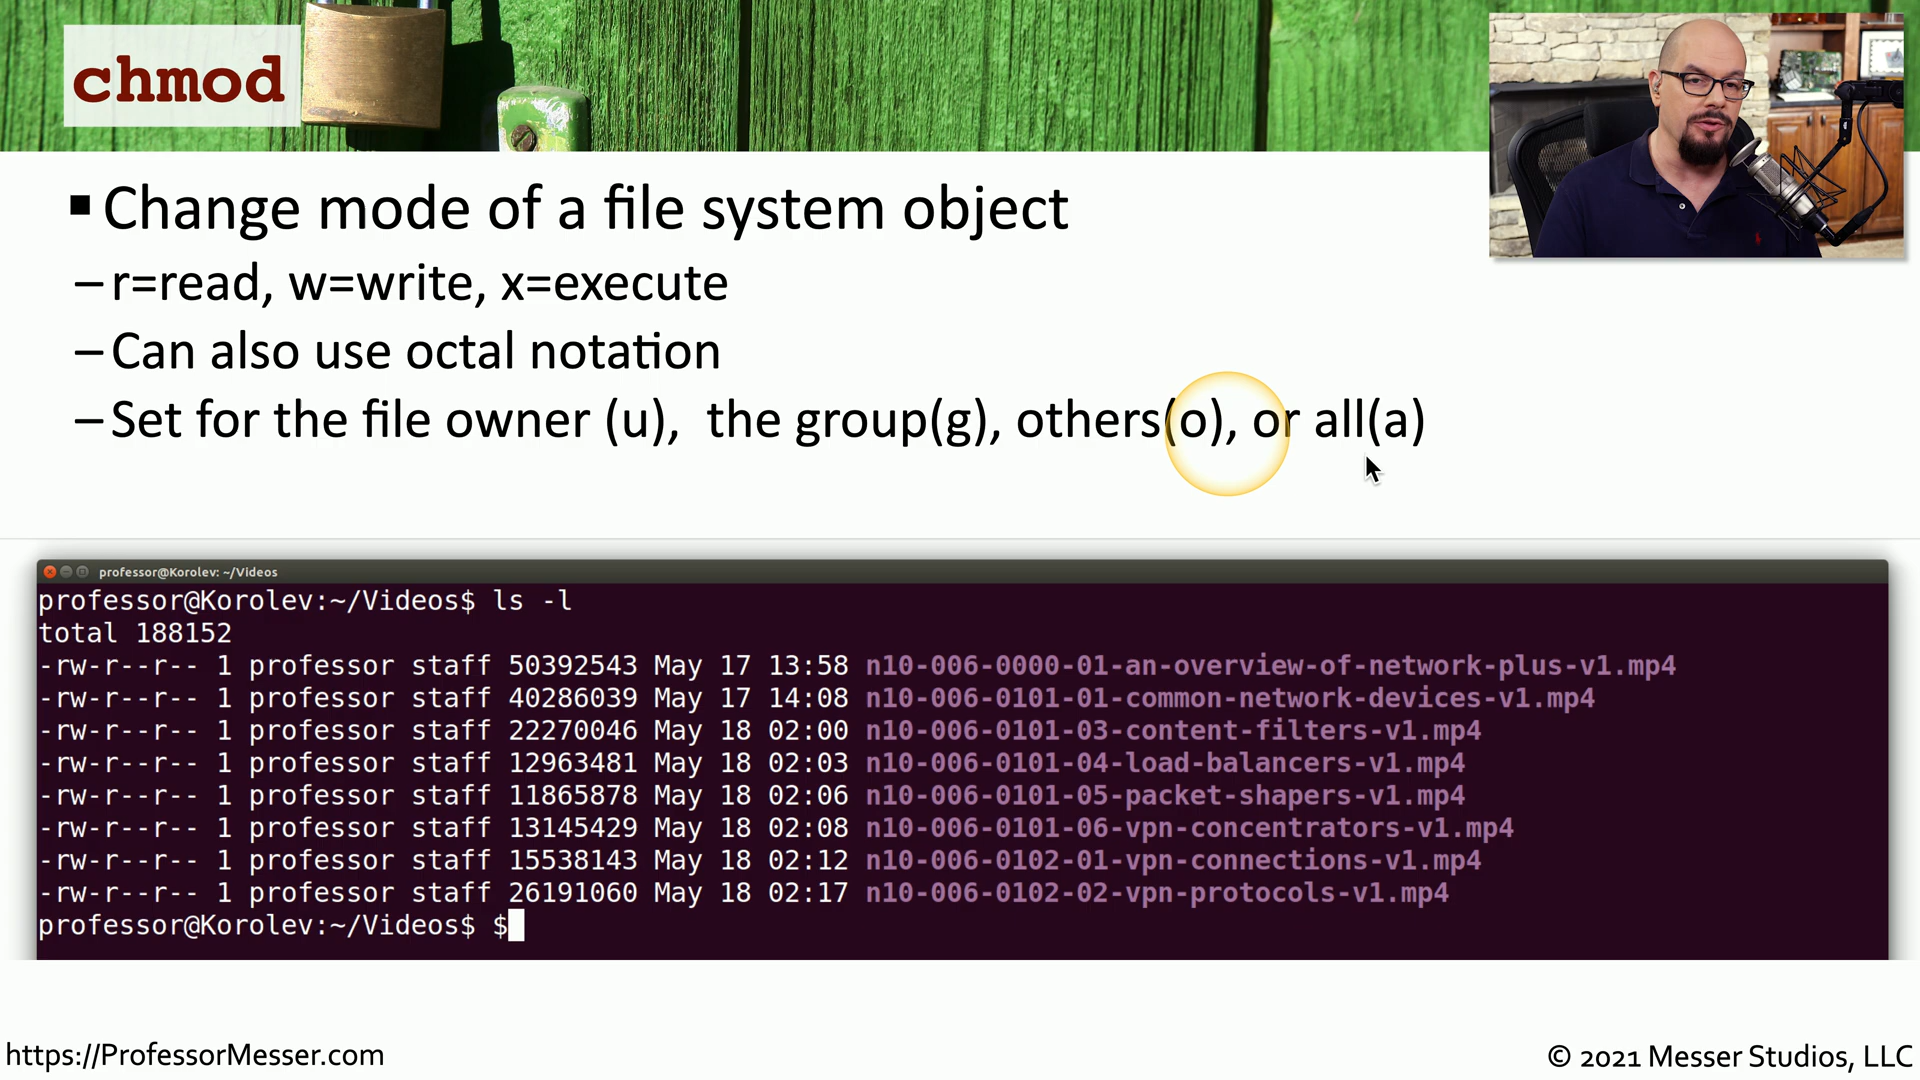 chmod
▪ Change mode of a file system object
– r=read, w=write, x=execute
– Can also use octal notation
– Set for the file owner (u),  the group(g), others(o), or all(a)
professor@Korolev: ~/Videos
professor@Korolev:~/Videos$ ls -l
total 188152
-rw-r--r-- 1 professor staff 50392543 May 17 13:58 n10-006-0000-01-an-overview-of-network-plus-v1.mp4
-rw-r--r-- 1 professor staff 40286039 May 17 14:08 n10-006-0101-01-common-network-devices-v1.mp4
-rw-r--r-- 1 professor staff 22270046 May 18 02:00 n10-006-0101-03-content-filters-v1.mp4
-rw-r--r-- 1 professor staff 12963481 May 18 02:03 n10-006-0101-04-load-balancers-v1.mp4
-rw-r--r-- 1 professor staff 11865878 May 18 02:06 n10-006-0101-05-packet-shapers-v1.mp4
-rw-r--r-- 1 professor staff 13145429 May 18 02:08 n10-006-0101-06-vpn-concentrators-v1.mp4
-rw-r--r-- 1 professor staff 15538143 May 18 02:12 n10-006-0102-01-vpn-connections-v1.mp4
-rw-r--r-- 1 professor staff 26191060 May 18 02:17 n10-006-0102-02-vpn-protocols-v1.mp4
professor@Korolev:~/Videos$ $
https://ProfessorMesser.com
© 2021 Messer Studios, LLC